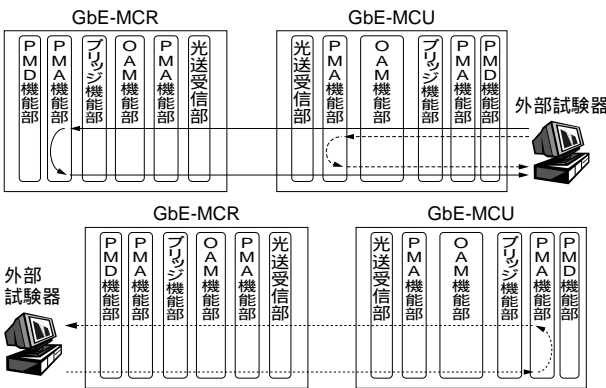 GbE-MCR
GbE-MCU
PMD機能部
PMA機能部
ブリッジ機能部
OAM機能部
PMA機能部
光送受信部
光送受信部
PMA機能部
OAM機能部
ブリッジ機能部
PMA機能部
PMD機能部
外部試験器
GbE-MCR
GbE-MCU
外部
試験器
PMD機能部
PMA機能部
ブリッジ機能部
OAM機能部
PMA機能部
光送受信部
光送受信部
PMA機能部
OAM機能部
ブリッジ機能部
PMA機能部
PMD機能部